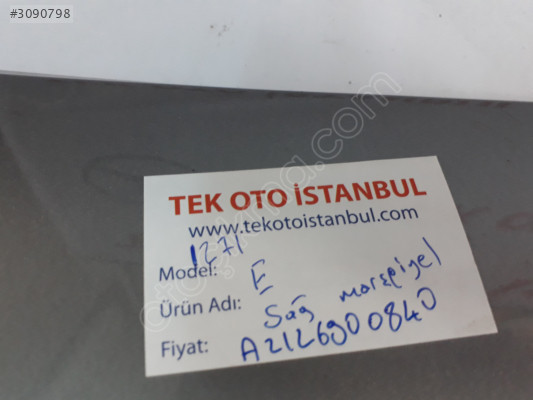 #3090798
TEK OTO İSTANBUL
www.tekotoistanbul.com
1271
Model: E
Ürün Adı: Sağ marşpiyel
Fiyat: A2126900840